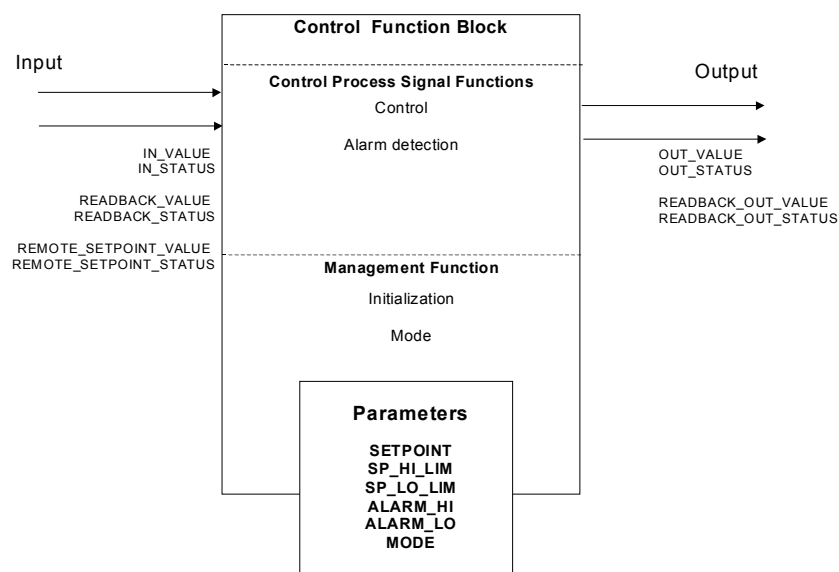 Control Function Block
Input
Output
Control Process Signal Functions
Control
Alarm detection
IN_VALUE
IN_STATUS
READBACK_VALUE
READBACK_STATUS
REMOTE_SETPOINT_VALUE
REMOTE_SETPOINT_STATUS
OUT_VALUE
OUT_STATUS
READBACK_OUT_VALUE
READBACK_OUT_STATUS
Management Function
Initialization
Mode
Parameters
SETPOINT
SP_HI_LIM
SP_LO_LIM
ALARM_HI
ALARM_LO
MODE